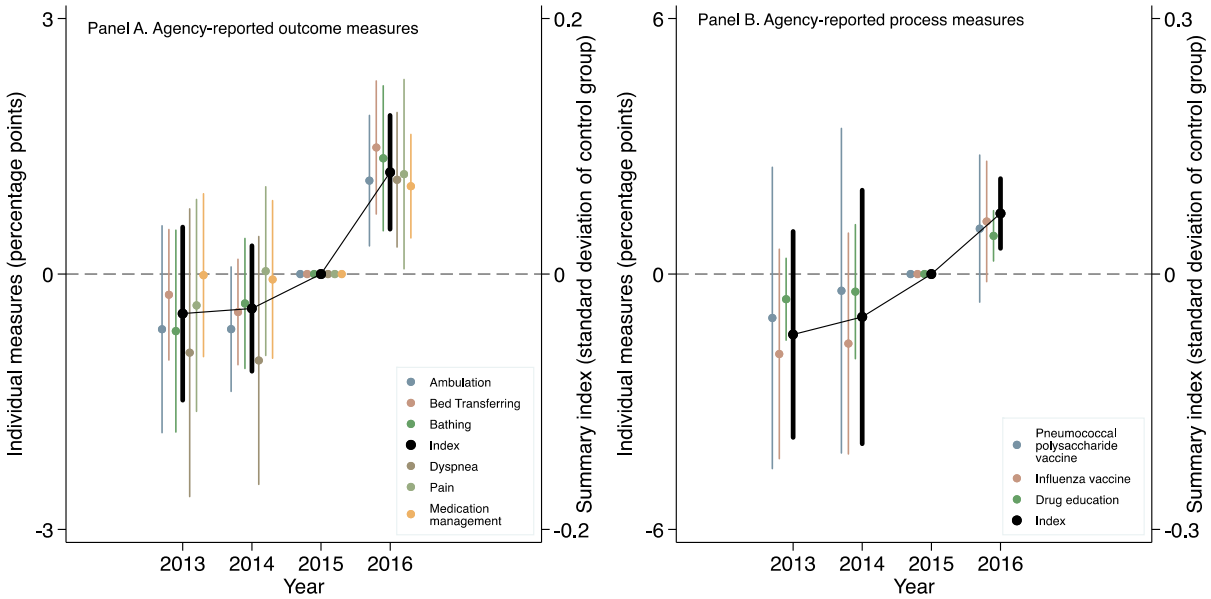 Panel A. Agency-reported outcome measures
Individual measures (percentage points)
3
0
-3
Summary index (standard deviation of control group)
0.2
0
-0.2
Ambulation
Bed Transferring
Bathing
Index
Dyspnea
Pain
Medication
management
2013 2014 2015 2016
Year
Panel B. Agency-reported process measures
Individual measures (percentage points)
6
0
-6
Summary index (standard deviation of control group)
0.3
0
-0.3
Pneumococcal
polysaccharide
vaccine
Influenza vaccine
Drug education
Index
2013 2014 2015 2016
Year